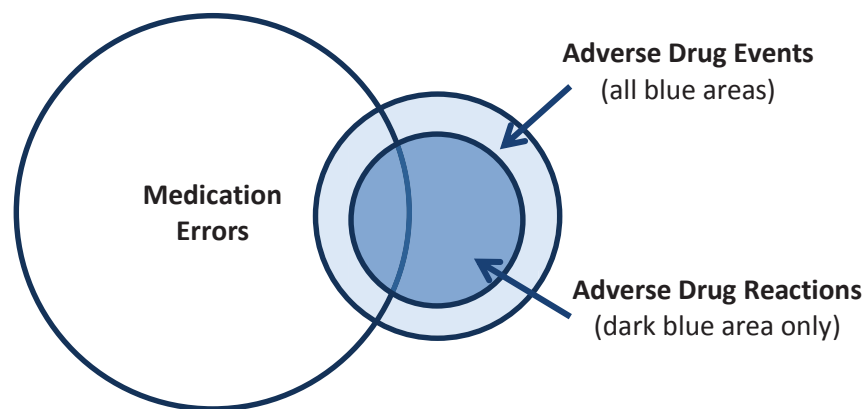 Adverse Drug Events
(all blue areas)
Medication
Errors
Adverse Drug Reactions
(dark blue area only)